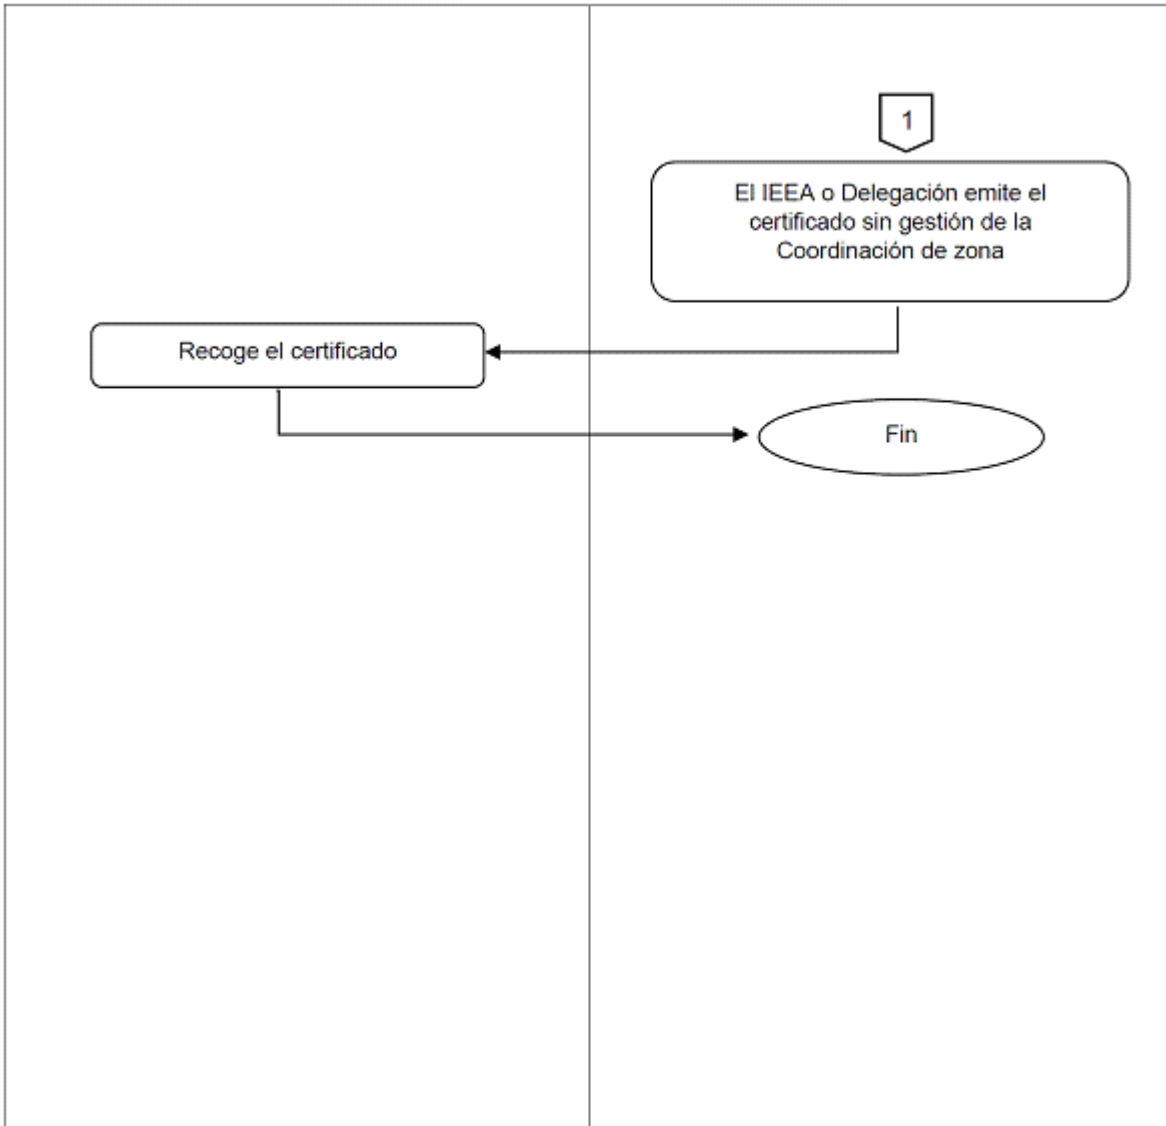 1
El IEEA o Delegación emite el
certificado sin gestión de la
Coordinación de zona
Recoge el certificado
Fin